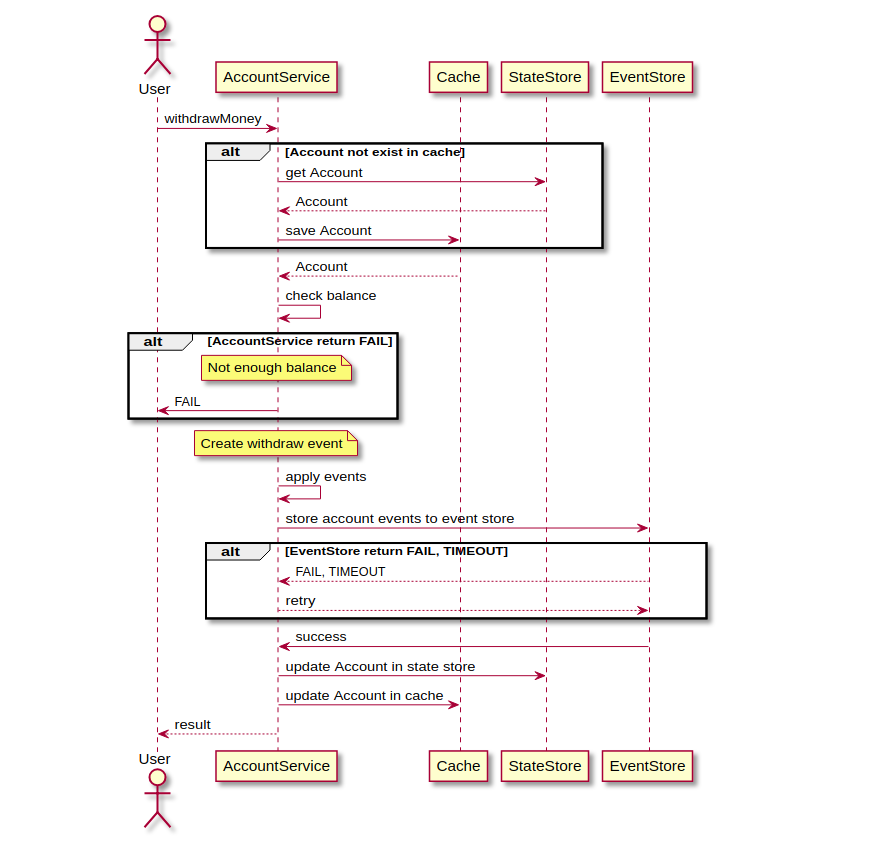 User
AccountService
Cache
StateStore
EventStore
withdrawMoney
alt
[Account not exist in cache]
get Account
Account
save Account
Account
check balance
alt
[AccountService return FAIL]
Not enough balance
FAIL
Create withdraw event
apply events
store account events to event store
alt
[EventStore return FAIL, TIMEOUT]
FAIL, TIMEOUT
retry
success
update Account in state store
update Account in cache
result
User
AccountService
Cache
StateStore
EventStore